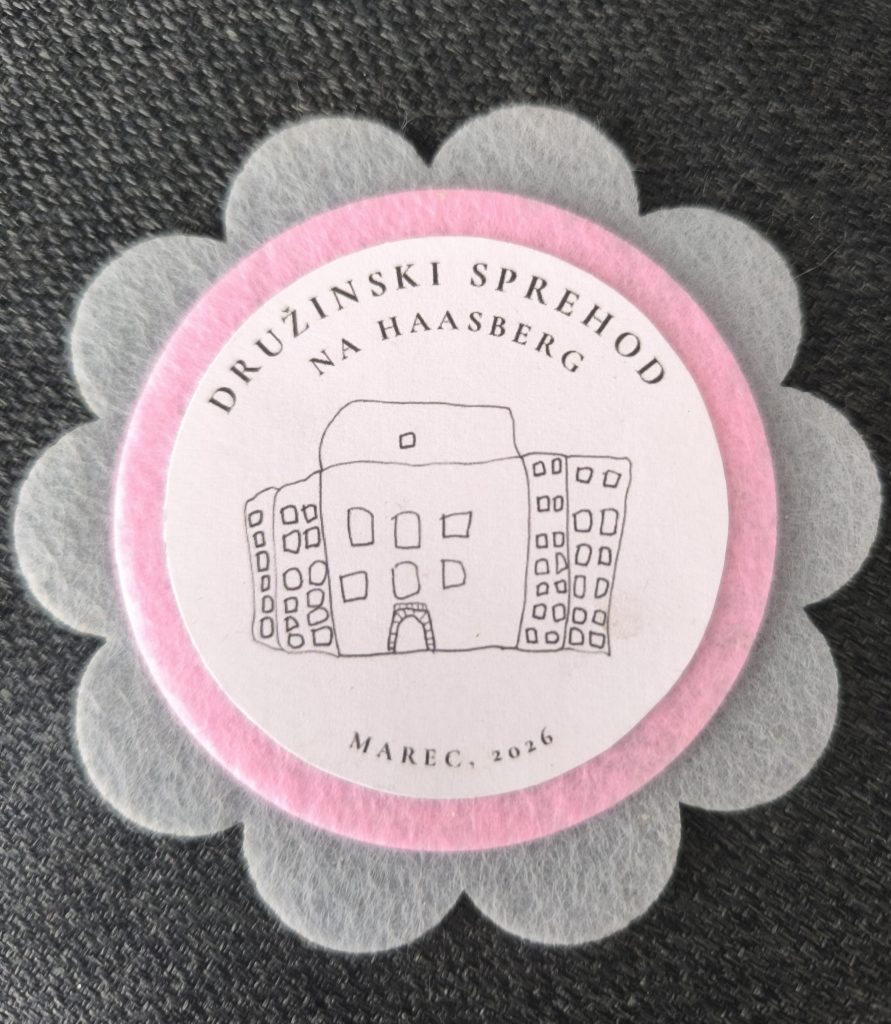 DRUŽINSKI SPREHOD
NA HAASBERG
MAREC, 2026